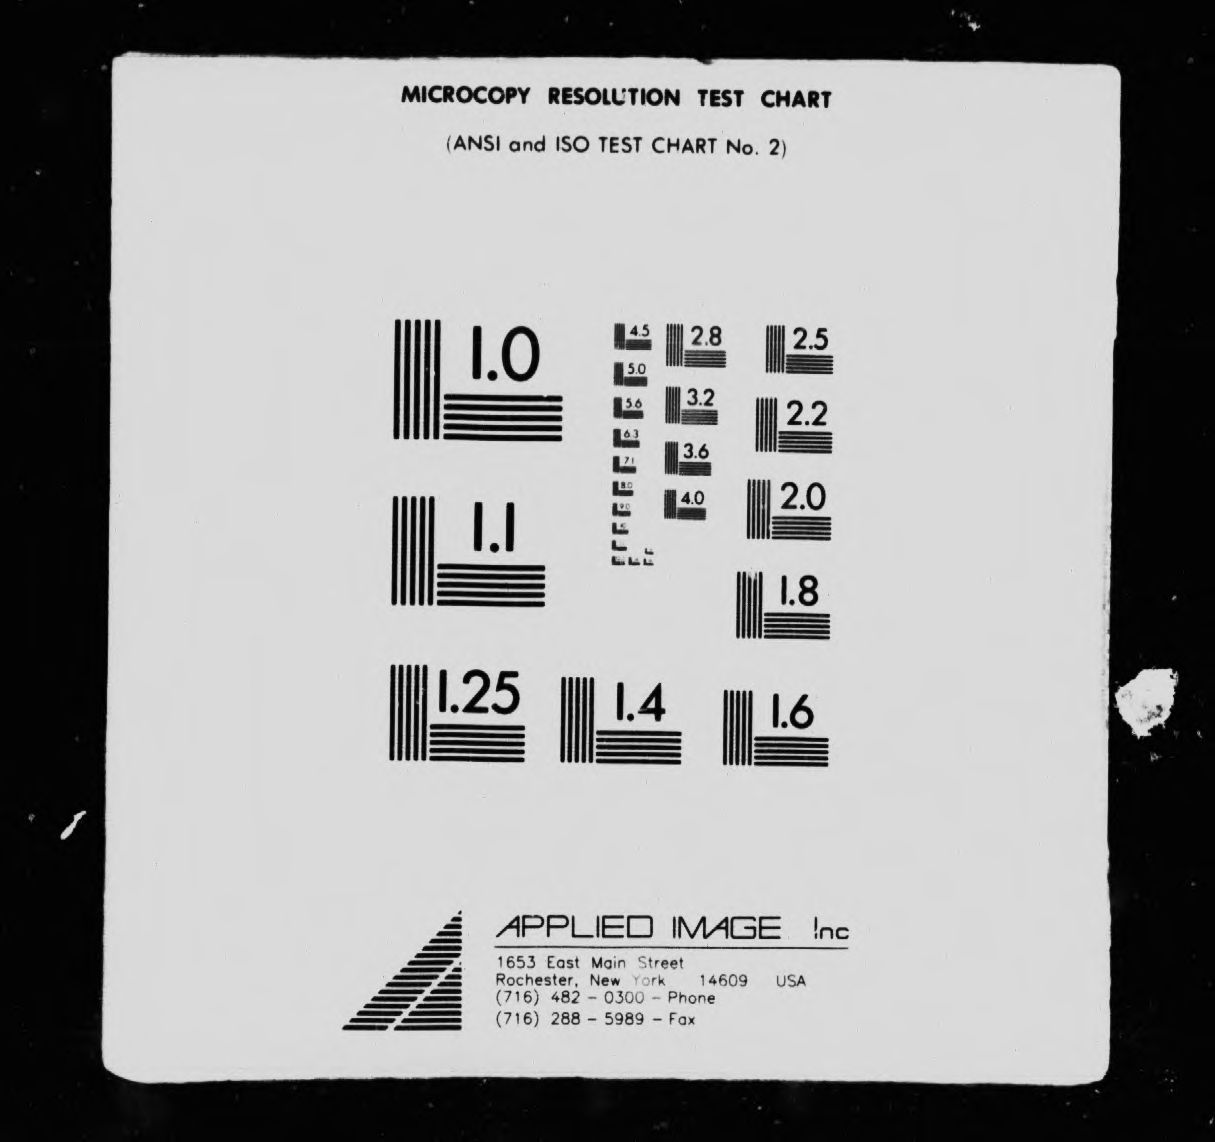 MICROCOPY RESOLUTION TEST CHART
(ANSI and ISO TEST CHART No. 2)
1.0
4.5
2.8
2.5
5.0
3.2
2.2
5.6
6.3
3.6
7.1
8.0
4.0
2.0
9.0
1.1
1.8
1.25
1.4
1.6
APPLIED IMAGE Inc
1653 East Main Street
Rochester, New York 14609 USA
(716) 482 - 0300 - Phone
(716) 288 - 5989 - Fax